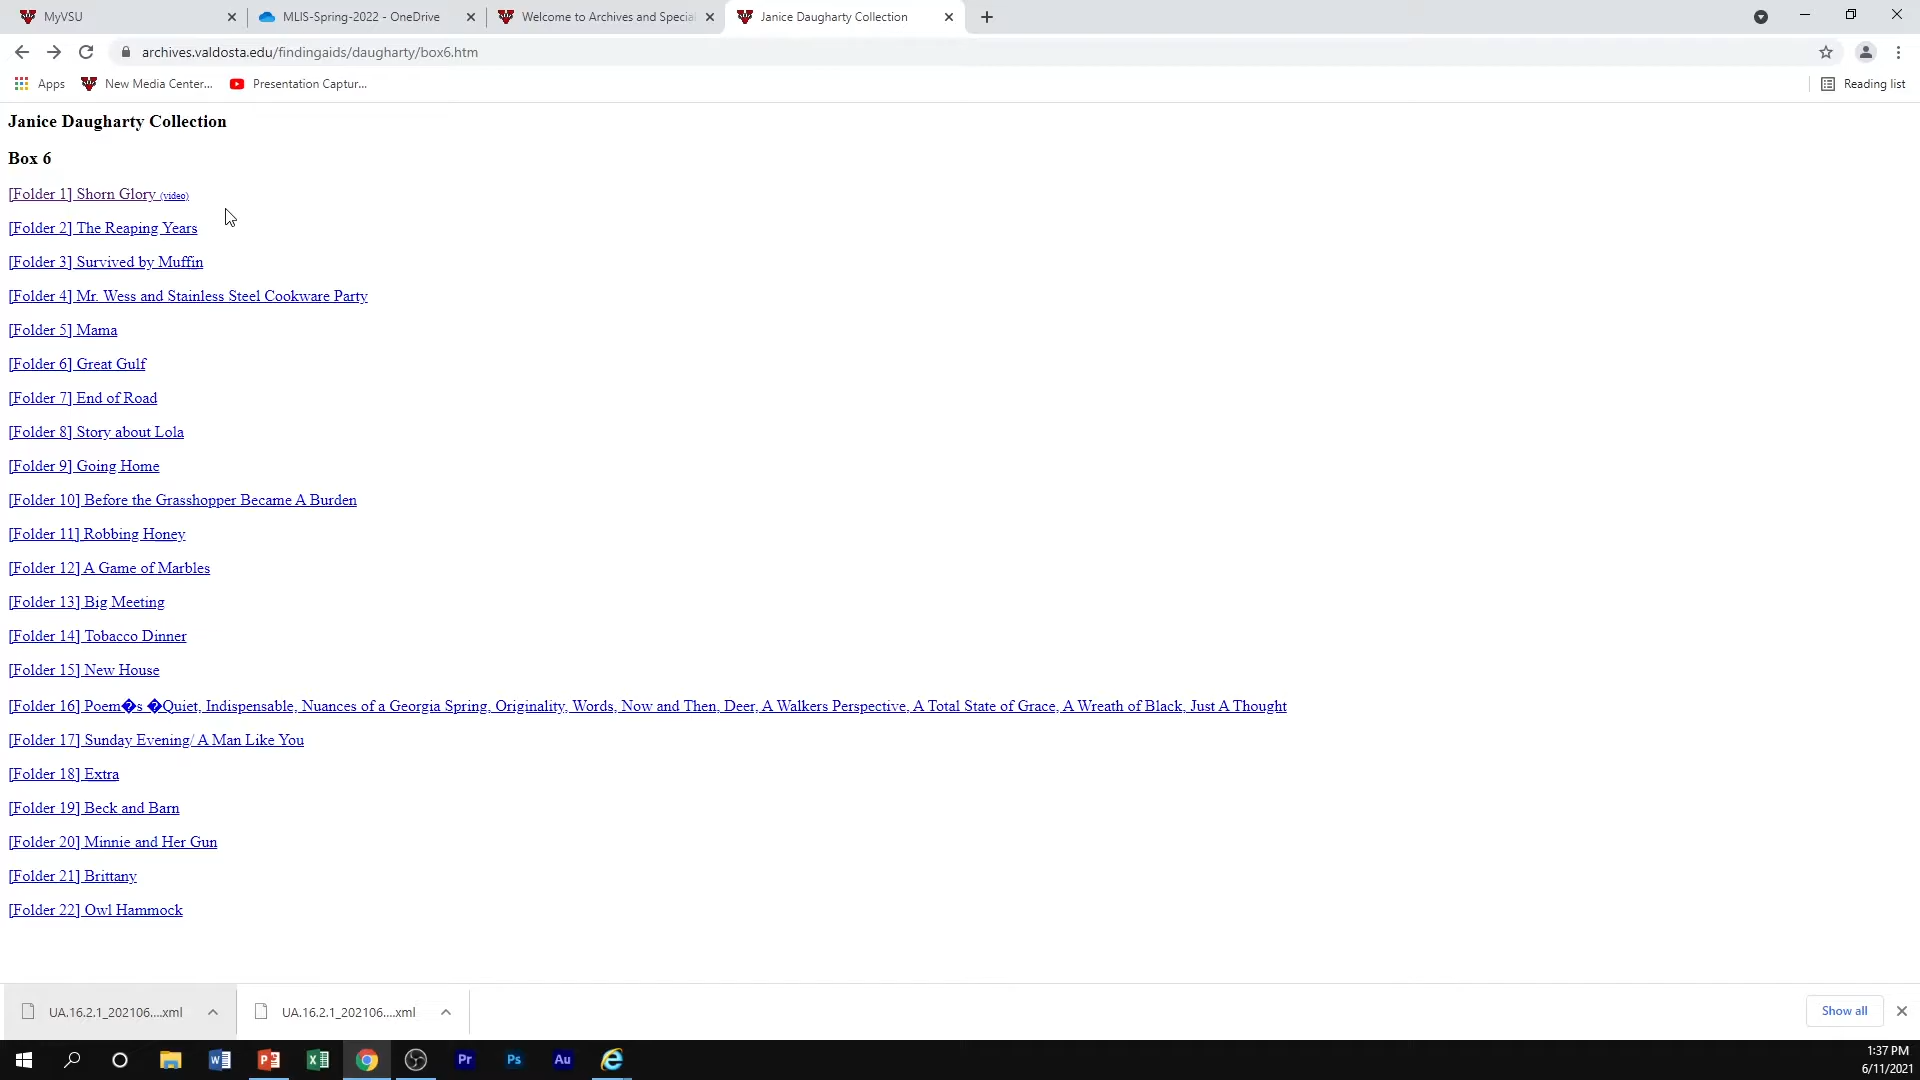 MyVSU
MLIS-Spring-2022 - OneDrive
Welcome to Archives and Specia
Janice Daugharty Collection
archives.valdosta.edu/findingaids/daugharty/box6.htm
Apps
New Media Center...
Presentation Captur...
Reading list
Janice Daugharty Collection
Box 6
[Folder 1] Shorn Glory (video)
[Folder 2] The Reaping Years
[Folder 3] Survived by Muffin
[Folder 4] Mr. Wess and Stainless Steel Cookware Party
[Folder 5] Mama
[Folder 6] Great Gulf
[Folder 7] End of Road
[Folder 8] Story about Lola
[Folder 9] Going Home
[Folder 10] Before the Grasshopper Became A Burden
[Folder 11] Robbing Honey
[Folder 12] A Game of Marbles
[Folder 13] Big Meeting
[Folder 14] Tobacco Dinner
[Folder 15] New House
[Folder 16] Poem�s �Quiet, Indispensable, Nuances of a Georgia Spring, Originality, Words, Now and Then, Deer, A Walkers Perspective, A Total State of Grace, A Wreath of Black, Just A Thought
[Folder 17] Sunday Evening/ A Man Like You
[Folder 18] Extra
[Folder 19] Beck and Barn
[Folder 20] Minnie and Her Gun
[Folder 21] Brittany
[Folder 22] Owl Hammock
UA.16.2.1_202106....xml
UA.16.2.1_202106....xml
Show all
Pr
Ps
Au
1:37 PM
6/11/2021